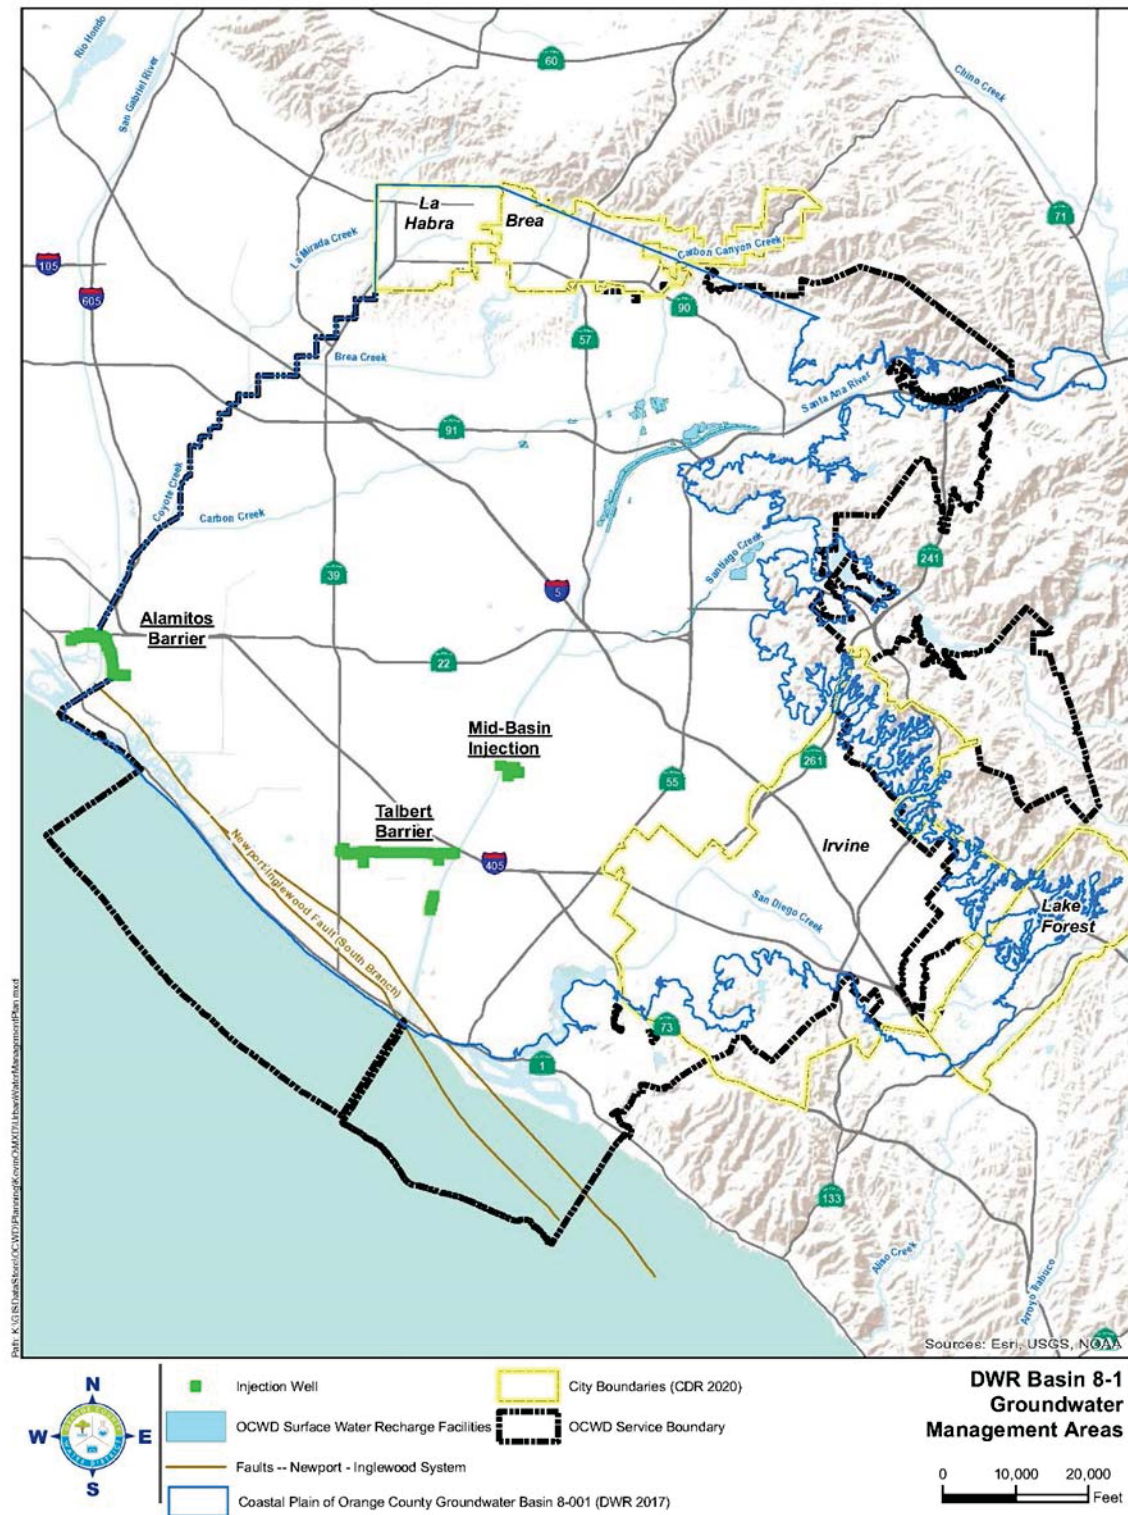 Rio Hondo
San Gabriel River
60
Chino Creek
71
La
Habra
Brea
La Mirada Creek
Carbon Canyon Creek
105
605
90
57
Brea Creek
Santa Ana River
91
Coyote Creek
Carbon Creek
Santiago Creek
241
39
5
Alamitos
Barrier
22
Mid-Basin
Injection
261
55
Talbert
Barrier
Irvine
405
Newport-Inglewood Fault (South Branch)
San Diego Creek
Lake
Forest
73
1
133
Aliso Creek
Arroyo Trabuco
Sources: Esri, USGS, NOAA
N
W
E
S
ORANGE COUNTY
WATER DISTRICT
Injection Well
OCWD Surface Water Recharge Facilities
Faults -- Newport - Inglewood System
Coastal Plain of Orange County Groundwater Basin 8-001 (DWR 2017)
City Boundaries (CDR 2020)
OCWD Service Boundary
DWR Basin 8-1
Groundwater
Management Areas
0 10,000 20,000
Feet